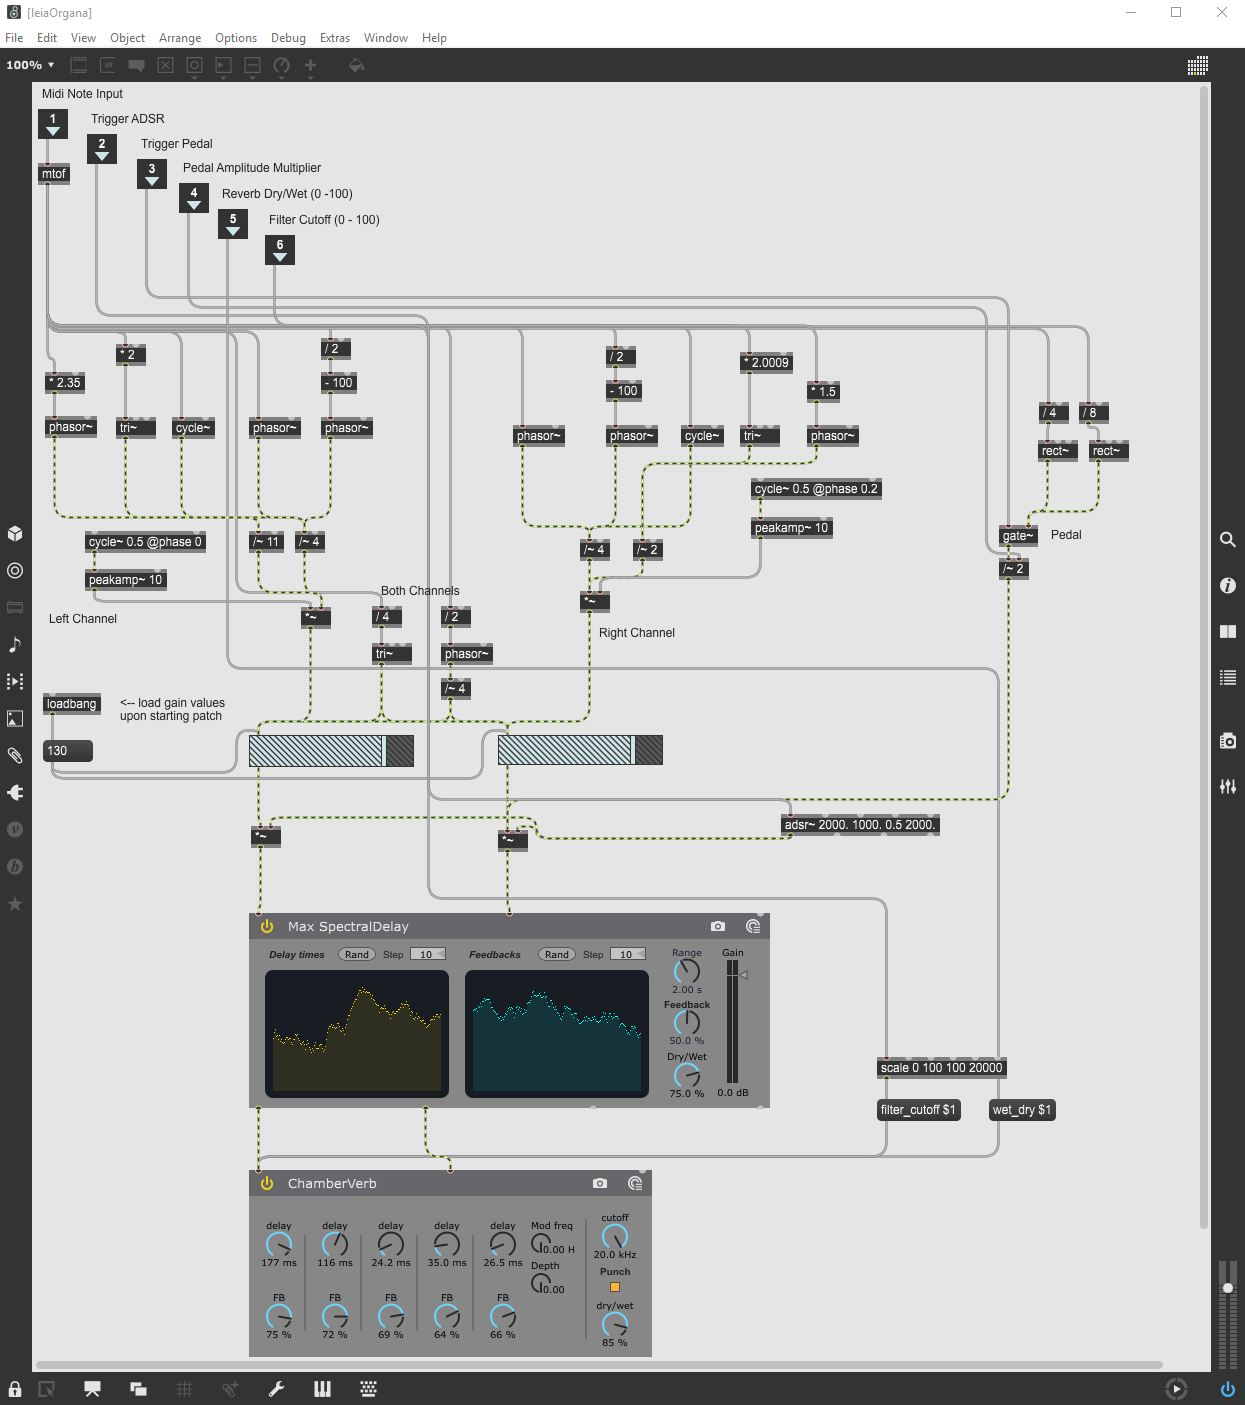 [leiaOrgana]
File Edit View Object Arrange Options Debug Extras Window Help
100%
Midi Note Input
1
Trigger ADSR
2
Trigger Pedal
mtof
3
Pedal Amplitude Multiplier
4
Reverb Dry/Wet (0 -100)
5
Filter Cutoff (0 - 100)
6
* 2
/ 2
/ 2
* 2.0009
* 2.35
- 100
- 100
* 1.5
/ 4
/ 8
phasor~
tri~
cycle~
phasor~
phasor~
phasor~
phasor~
cycle~
tri~
phasor~
rect~
rect~
cycle~ 0.5 @phase 0.2
peakamp~ 10
gate~
Pedal
cycle~ 0.5 @phase 0
/~ 11
/~ 4
/~ 4
/~ 2
/~ 2
peakamp~ 10
Both Channels
*~
Left Channel
*~
/ 4
/ 2
Right Channel
tri~
phasor~
/~ 4
loadbang
<-- load gain values
upon starting patch
130
*~
*~
adsr~ 2000. 1000. 0.5 2000.
Max SpectralDelay
Delay times
Rand
Step
10
Feedbacks
Rand
Step
10
Range
Gain
2.00 s
Feedback
50.0 %
Dry/Wet
75.0 %
0.0 dB
scale 0 100 100 20000
filter_cutoff $1
wet_dry $1
ChamberVerb
delay
delay
delay
delay
delay
Mod freq
cutoff
177 ms
116 ms
24.2 ms
35.0 ms
26.5 ms
0.00 H
20.0 kHz
Depth
0.00
Punch
FB
FB
FB
FB
FB
dry/wet
75 %
72 %
69 %
64 %
66 %
85 %